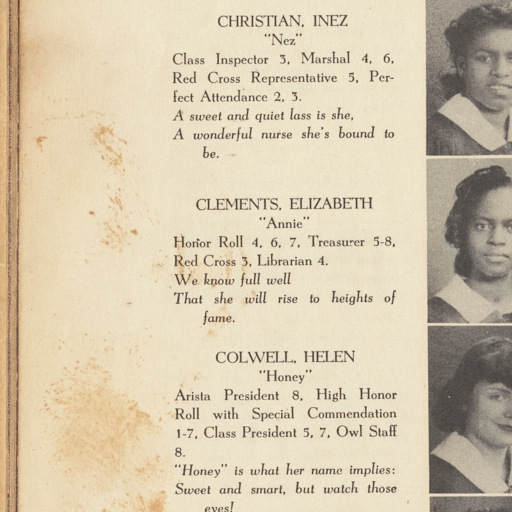 CHRISTIAN, INEZ
"Nez"
Class Inspector 3, Marshal 4, 6,
Red Cross Representative 5, Per-
fect Attendance 2, 3.
A sweet and quiet lass is she,
A wonderful nurse she's bound to
be.
CLEMENTS, ELIZABETH
"Annie"
Honor Roll 4, 6, 7, Treasurer 5-8,
Red Cross 3, Librarian 4.
We know full well
That she will rise to heights of
fame.
COLWELL, HELEN
"Honey"
Arista President 8, High Honor
Roll with Special Commendation
1-7, Class President 5, 7, Owl Staff
8.
"Honey" is what her name implies:
Sweet and smart, but watch those
eyes!